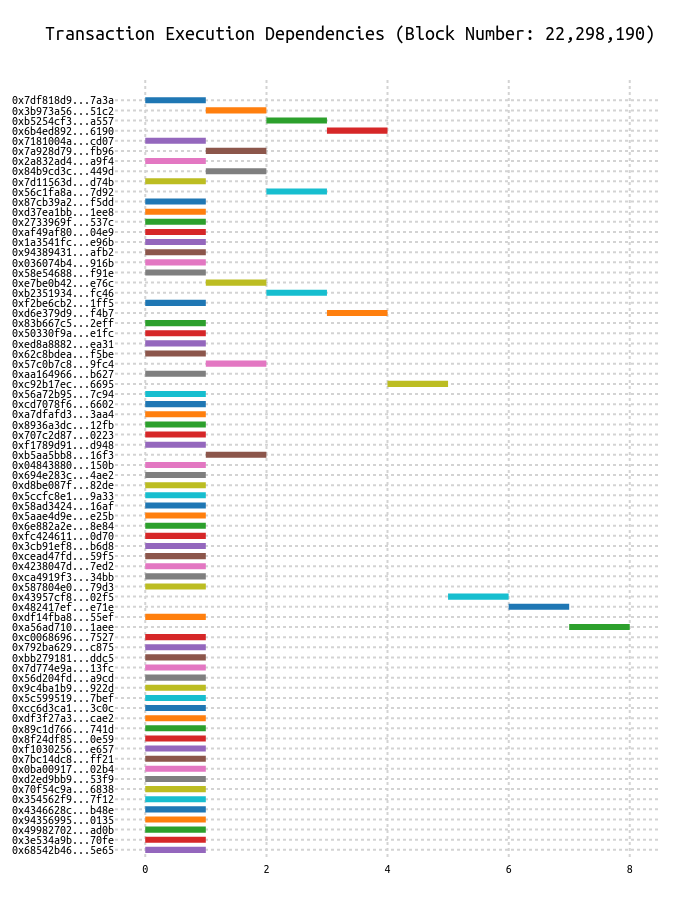 Transaction Execution Dependencies (Block Number: 22,298,190)
0x7df818d9...7a3a
0x3b973a56...51c2
0xb5254cf3...a557
0x6b4ed892...6190
0x7181004a...cd07
0x7a928d79...fb96
0x2a832ad4...a9f4
0x84b9cd3c...449d
0x7d11563d...d74b
0x56c1fa8a...7d92
0x87cb39a2...f5dd
0xd37ea1bb...1ee8
0x2733969f...537c
0xaf49af80...04e9
0x1a3541fc...e96b
0x94389431...afb2
0x036074b4...916b
0x58e54688...f91e
0xe7be0b42...e76c
0xb2351934...fc46
0xf2be6cb2...1ff5
0xd6e379d9...f4b7
0x83b667c5...2eff
0x50330f9a...e1fc
0xed8a8882...ea31
0x62c8bdea...f5be
0x57c0b7c8...9fc4
0xaa164966...b627
0xc92b17ec...6695
0x56a72b95...7c94
0xcd7078f6...6602
0xa7dfafd3...3aa4
0x8936a3dc...12fb
0x707c2d87...0223
0xf1789d91...d948
0xb5aa5bb8...16f3
0x04843880...150b
0x694e283c...4ae2
0xd8be087f...82de
0x5ccfc8e1...9a33
0x58ad3424...16af
0x5aae4d9e...e25b
0x6e882a2e...8e84
0xfc424611...0d70
0x3cb91ef8...b6d8
0xcead47fd...59f5
0x4238047d...7ed2
0xca4919f3...34bb
0x587804e0...79d3
0x43957cf8...02f5
0x482417ef...e71e
0xdf14fba8...55ef
0xa56ad710...1aee
0xc0068696...7527
0x792ba629...c875
0xbb279181...ddc5
0x7d774e9a...13fc
0x56d204fd...a9cd
0x9c4ba1b9...922d
0x5c599519...7bef
0xcc6d3ca1...3c0c
0xdf3f27a3...cae2
0x89c1d766...741d
0x8f24df85...0e59
0xf1030256...e657
0x7bc14dc8...ff21
0x0ba00917...02b4
0xd2ed9bb9...53f9
0x70f54c9a...6838
0x354562f9...7f12
0x4346628c...b48e
0x94356995...0135
0x49982702...ad0b
0x3e534a9b...70fe
0x68542b46...5e65
0 2 4 6 8